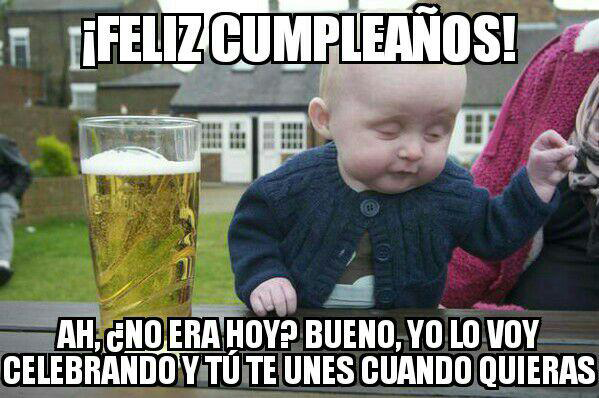 ¡FELIZ CUMPLEAÑOS!
AH, ¿NO ERA HOY? BUENO, YO LO VOY
CELEBRANDO Y TÚ TE UNES CUANDO QUIERAS